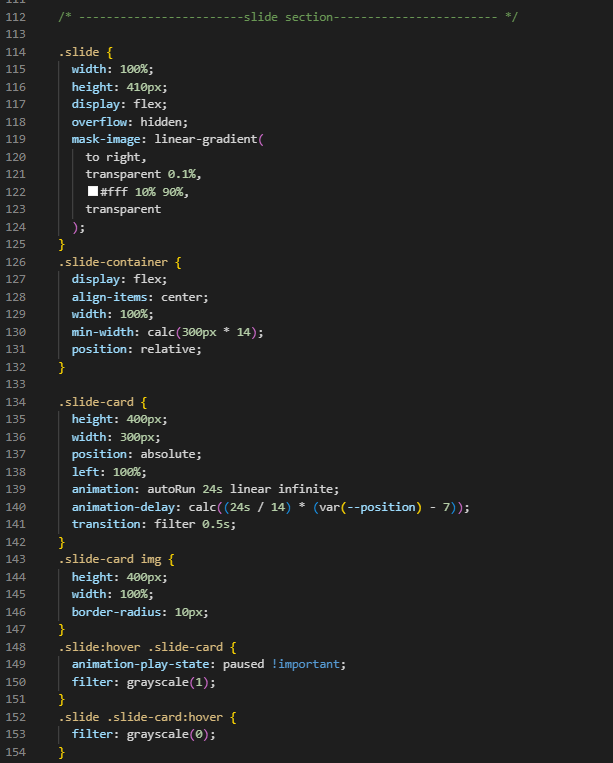 111
112 /* ------------------------slide section------------------------ */
113
114 .slide {
115 width: 100%;
116 height: 410px;
117 display: flex;
118 overflow: hidden;
119 mask-image: linear-gradient(
120 to right,
121 transparent 0.1%,
122 #fff 10% 90%,
123 transparent
124 );
125 }
126 .slide-container {
127 display: flex;
128 align-items: center;
129 width: 100%;
130 min-width: calc(300px * 14);
131 position: relative;
132 }
133
134 .slide-card {
135 height: 400px;
136 width: 300px;
137 position: absolute;
138 left: 100%;
139 animation: autoRun 24s linear infinite;
140 animation-delay: calc((24s / 14) * (var(--position) - 7));
141 transition: filter 0.5s;
142 }
143 .slide-card img {
144 height: 400px;
145 width: 100%;
146 border-radius: 10px;
147 }
148 .slide:hover .slide-card {
149 animation-play-state: paused !important;
150 filter: grayscale(1);
151 }
152 .slide .slide-card:hover {
153 filter: grayscale(0);
154 }